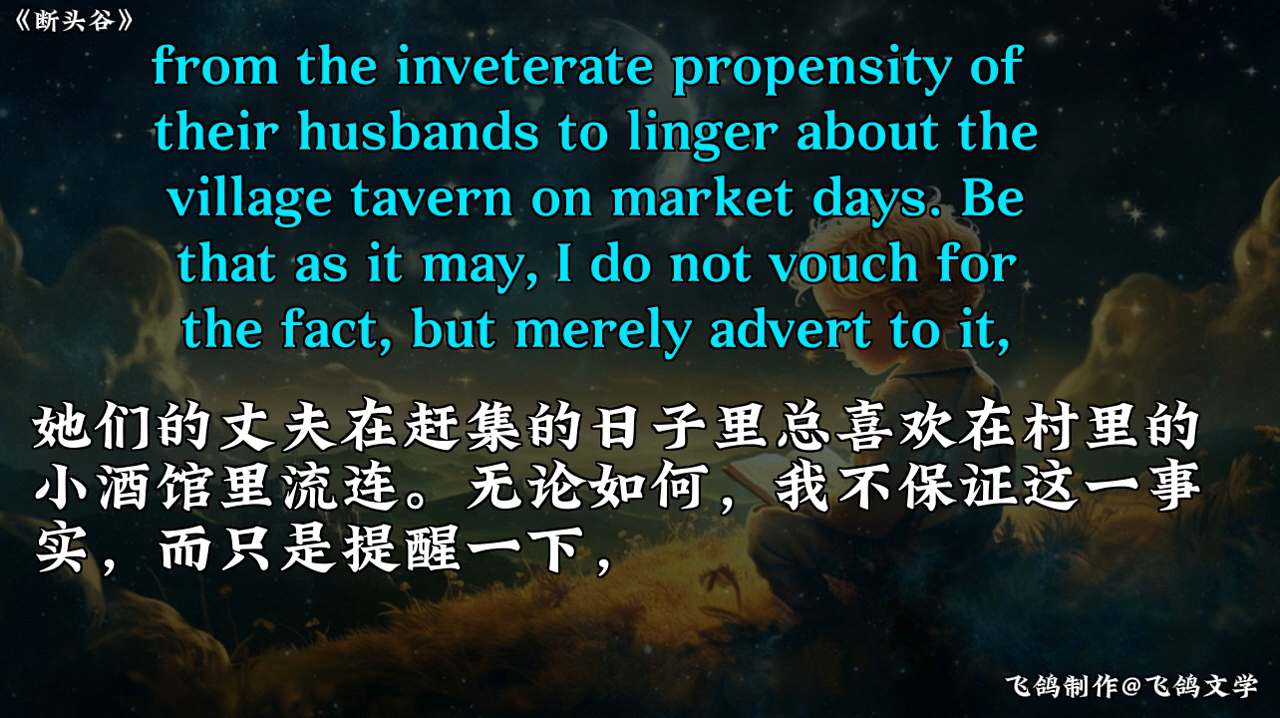 《断头谷》
from the inveterate propensity of
their husbands to linger about the
village tavern on market days. Be
that as it may, I do not vouch for
the fact, but merely advert to it,
她们的丈夫在赶集的日子里总喜欢在村里的
小酒馆里流连。无论如何，我不保证这一事
实，而只是提醒一下，
飞鸽制作@飞鸽文学